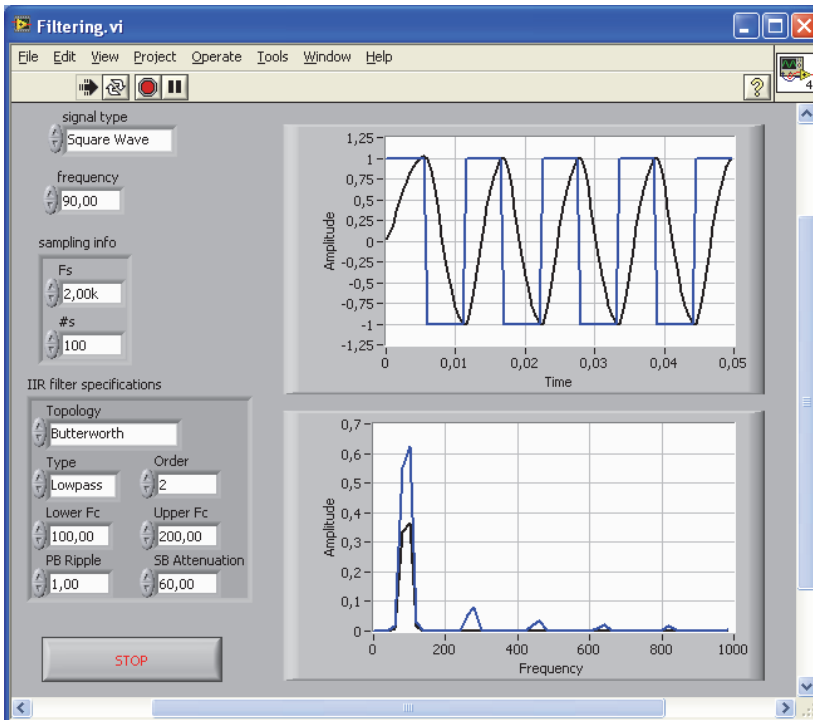 Filtering.vi
File Edit View Project Operate Tools Window Help
4
signal type
Square Wave
frequency
90,00
sampling info
Fs
2,00k
#s
100
IIR filter specifications
Topology
Butterworth
Type Order
Lowpass 2
Lower Fc Upper Fc
100,00 200,00
PB Ripple SB Attenuation
1,00 60,00
STOP
1,25
1
0,75
0,5
0,25
0
-0,25
-0,5
-0,75
-1
-1,25
Amplitude
0 0,01 0,02 0,03 0,04 0,05
Time
0,7
0,6
0,5
0,4
0,3
0,2
0,1
0
Amplitude
0 200 400 600 800 1000
Frequency